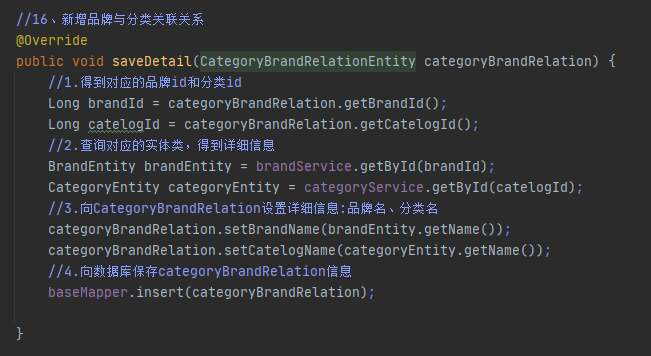 //16、新增品牌与分类关联关系
@Override
public void saveDetail(CategoryBrandRelationEntity categoryBrandRelation) {
//1.得到对应的品牌id和分类id
Long brandId = categoryBrandRelation.getBrandId();
Long catelogId = categoryBrandRelation.getCatelogId();
//2.查询对应的实体类，得到详细信息
BrandEntity brandEntity = brandService.getById(brandId);
CategoryEntity categoryEntity = categoryService.getById(catelogId);
//3.向CategoryBrandRelation设置详细信息:品牌名、分类名
categoryBrandRelation.setBrandName(brandEntity.getName());
categoryBrandRelation.setCatelogName(categoryEntity.getName());
//4.向数据库保存categoryBrandRelation信息
baseMapper.insert(categoryBrandRelation);
}